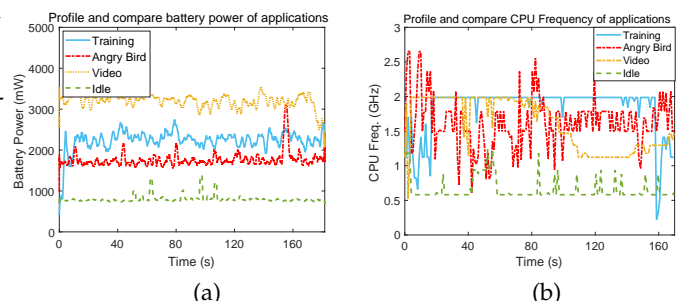 Profile and compare battery power of applications
Battery Power (mW)
5000
4000
3000
2000
1000
0
Training
Angry Bird
Video
Idle
0 40 80 120 160
Time (s)
(a)
Profile and compare CPU Frequency of applications
CPU Freq. (GHz)
3
2.5
2
1.5
1
0.5
0
Training
Angry Bird
Video
Idle
0 40 80 120 160
Time (s)
(b)